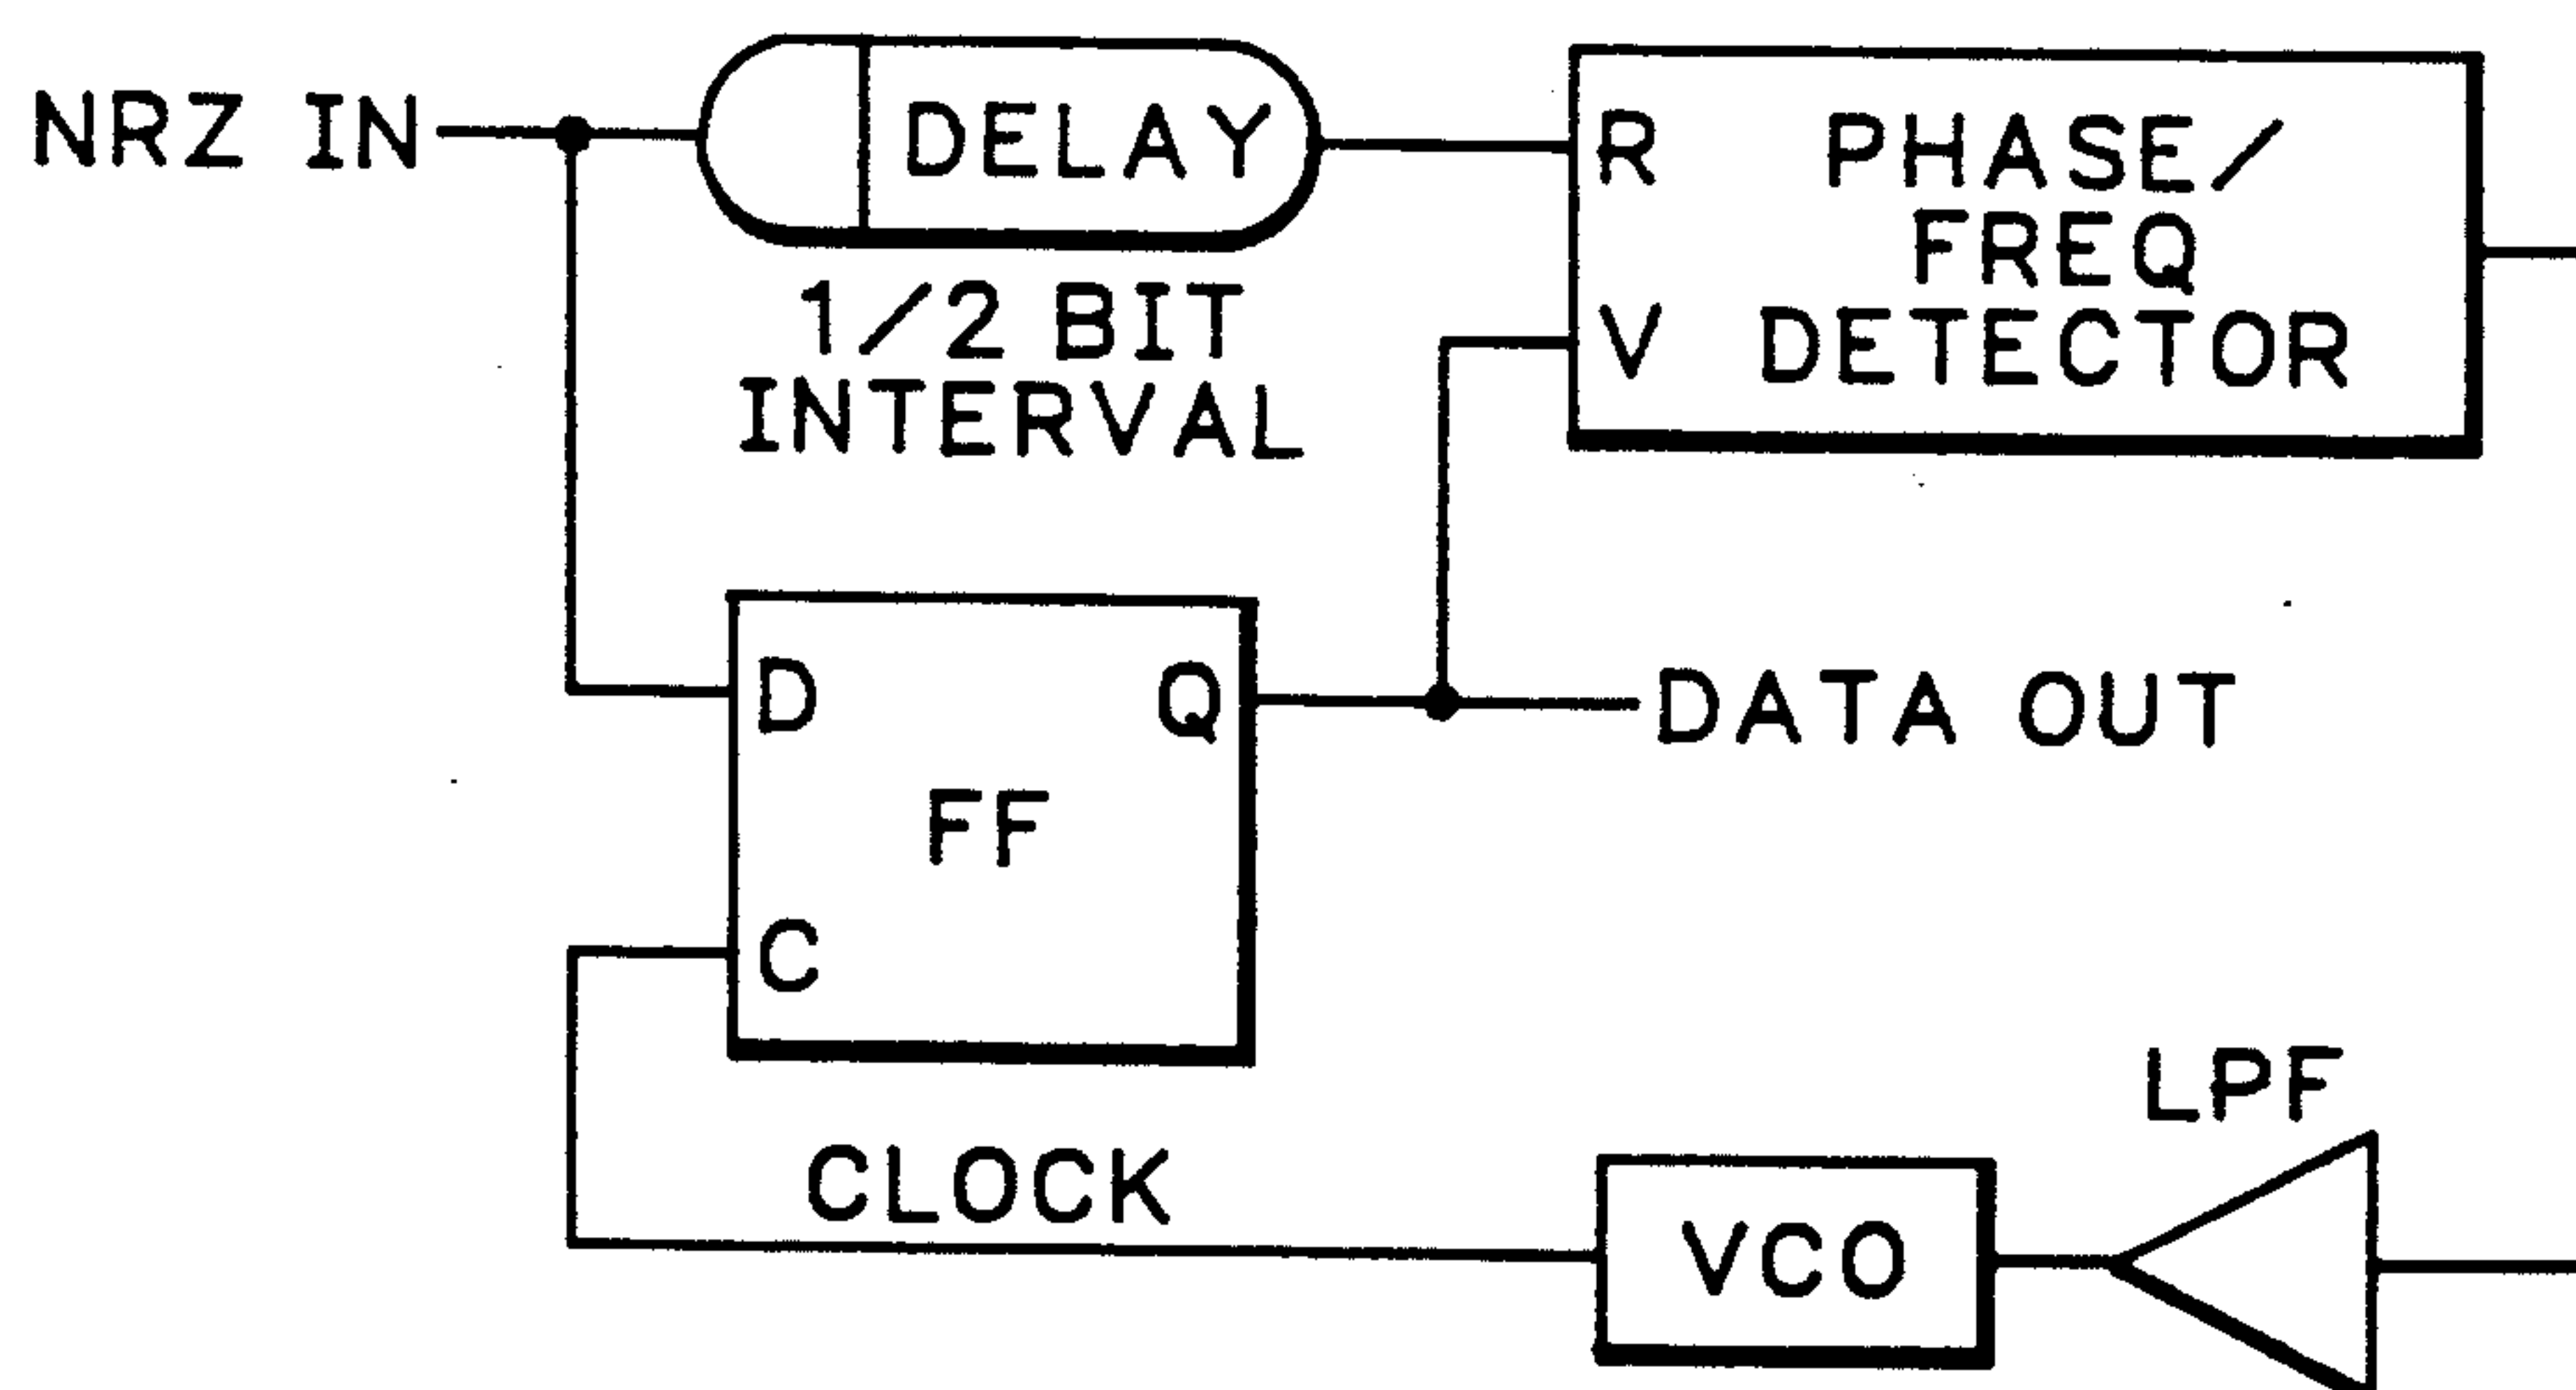 NRZ IN
DELAY
1/2 BIT
INTERVAL
R
PHASE/
FREQ
DETECTOR
V
D
Q
DATA OUT
FF
C
CLOCK
VCO
LPF